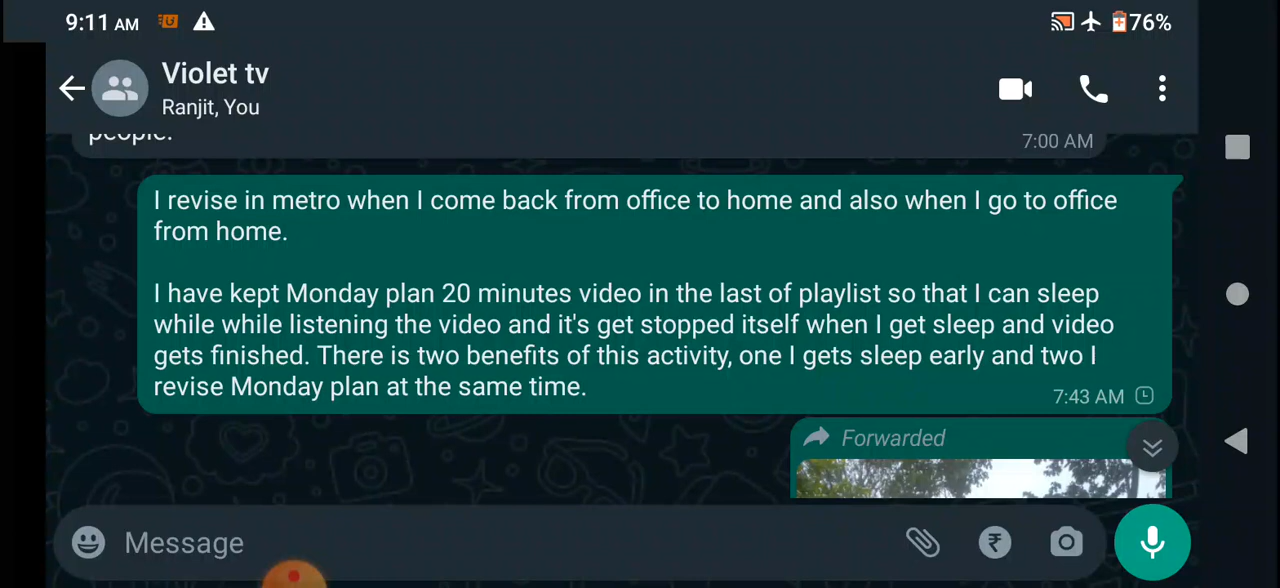 9:11 AM
76%
Violet tv
Ranjit, You
people.
7:00 AM
I revise in metro when I come back from office to home and also when I go to office
from home.
I have kept Monday plan 20 minutes video in the last of playlist so that I can sleep
while while listening the video and it's get stopped itself when I get sleep and video
gets finished. There is two benefits of this activity, one I gets sleep early and two I
revise Monday plan at the same time.
7:43 AM
Forwarded
Message
₹